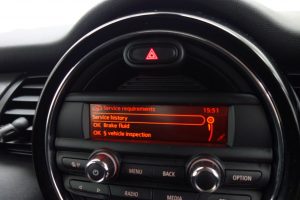 Service requirements 15:51
Service history
OK Brake fluid
OK § vehicle inspection
MENU
BACK
OPTION
RADIO
MEDIA